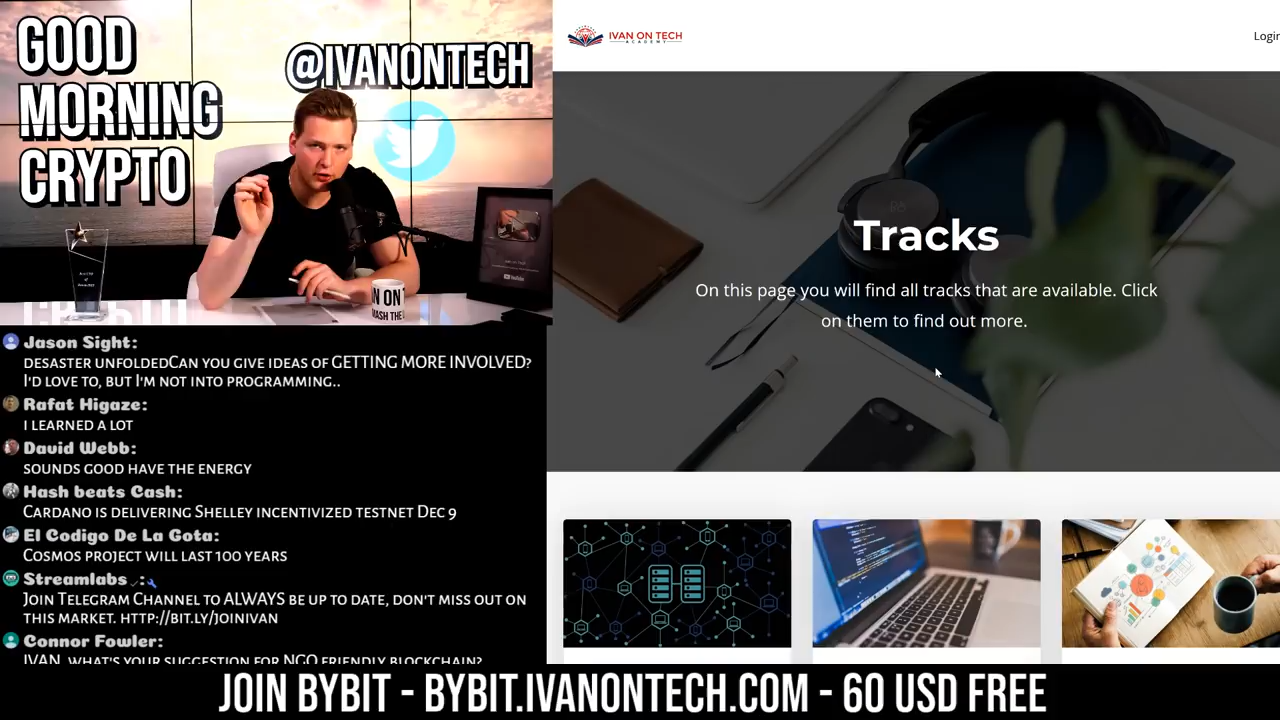 GOOD
MORNING
CRYPTO
@IVANONTECH
N ON
MASH THE
Jason Sight:
DESASTER UNFOLDEDCAN YOU GIVE IDEAS OF GETTING MORE INVOLVED?
I'D LOVE TO, BUT I'M NOT INTO PROGRAMMING..
Rafat Higaze:
I LEARNED A LOT
David Webb:
SOUNDS GOOD HAVE THE ENERGY
Hash beats Cash:
CARDANO IS DELIVERING SHELLEY INCENTIVIZED TESTNET DEC 9
El Codigo De La Gota:
COSMOS PROJECT WILL LAST 100 YEARS
Streamlabs :
JOIN TELEGRAM CHANNEL TO ALWAYS BE UP TO DATE, DON'T MISS OUT ON
THIS MARKET. HTTP://BIT.LY/JOINIVAN
Connor Fowler:
IVAN, WHAT'S YOUR SUGGESTION FOR NGO FRIENDLY BLOCKCHAIN?
IVAN ON TECH
ACADEMY
Login
Tracks
On this page you will find all tracks that are available. Click
on them to find out more.
JOIN BYBIT - BYBIT.IVANONTECH.COM - 60 USD FREE